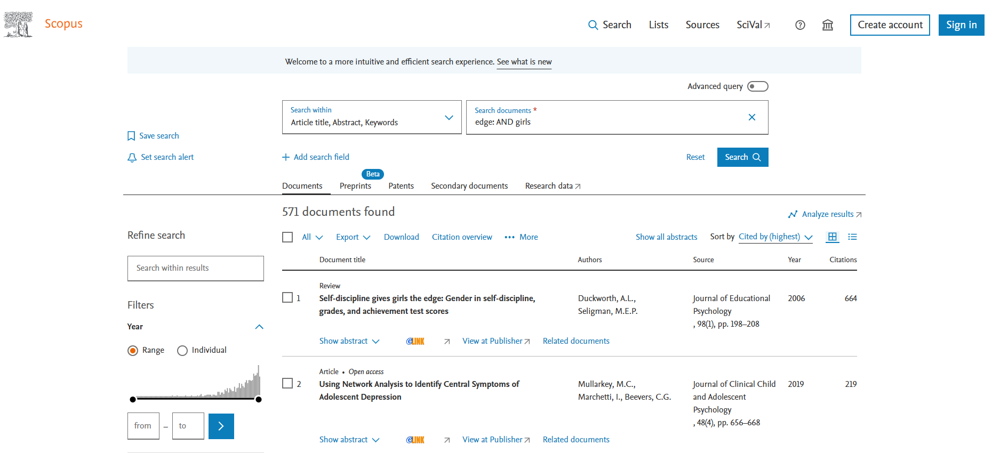 Scopus
Search Lists Sources SciVal Create account Sign in
Welcome to a more intuitive and efficient search experience. See what is new
Advanced query
Search within
Article title, Abstract, Keywords
Search documents *
edge: AND girls
Save search
Set search alert
Add search field
Reset Search
Beta
Documents Preprints Patents Secondary documents Research data
571 documents found
Analyze results
Refine search
Search within results
Filters
Year
Range Individual
from – to
All Export Download Citation overview ••• More Show all abstracts Sort by Cited by (highest)
Document title Authors Source Year Citations
Review
1 Self-discipline gives girls the edge: Gender in self-discipline, Duckworth, A.L., Journal of Educational 2006 664
grades, and achievement test scores Seligman, M.E.P. Psychology
, 98(1), pp. 198–208
Show abstract eLINK View at Publisher Related documents
Article • Open access
2 Using Network Analysis to Identify Central Symptoms of Mullarkey, M.C., Journal of Clinical Child 2019 219
Adolescent Depression Marchetti, I., Beevers, C.G. and Adolescent
Psychology
, 48(4), pp. 656–668
Show abstract eLINK View at Publisher Related documents